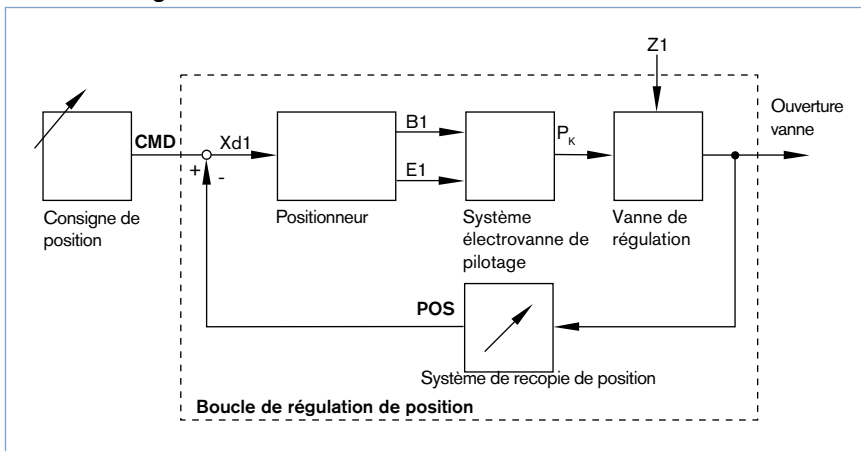 Z1
Ouverture
vanne
CMD
Xd1
B1
E1
P_K
+
-
Consigne de
position
Positionneur
Système
électrovanne de
pilotage
Vanne de
régulation
POS
Système de recopie de position
Boucle de régulation de position